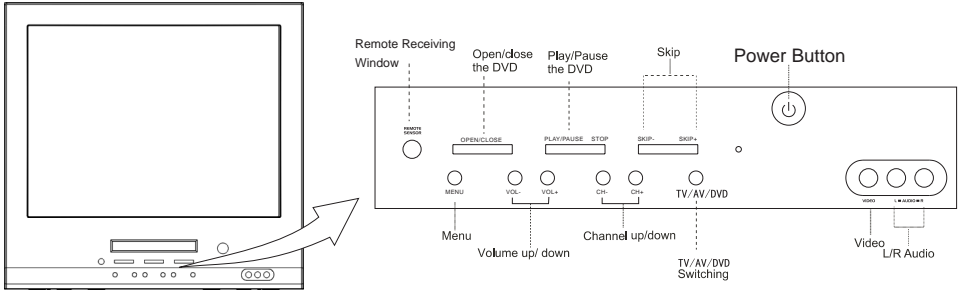 Remote Receiving
Window
Open/close
the DVD
Play/Pause
the DVD
Skip
Power Button
REMOTE
SENSOR
OPEN/CLOSE
PLAY/PAUSE STOP
SKIP- SKIP+
MENU
VOL- VOL+
CH- CH+
TV/AV/DVD
VIDEO
L AUDIO R
Menu
Volume up/ down
Channel up/down
TV/AV/DVD
Switching
Video
L/R Audio